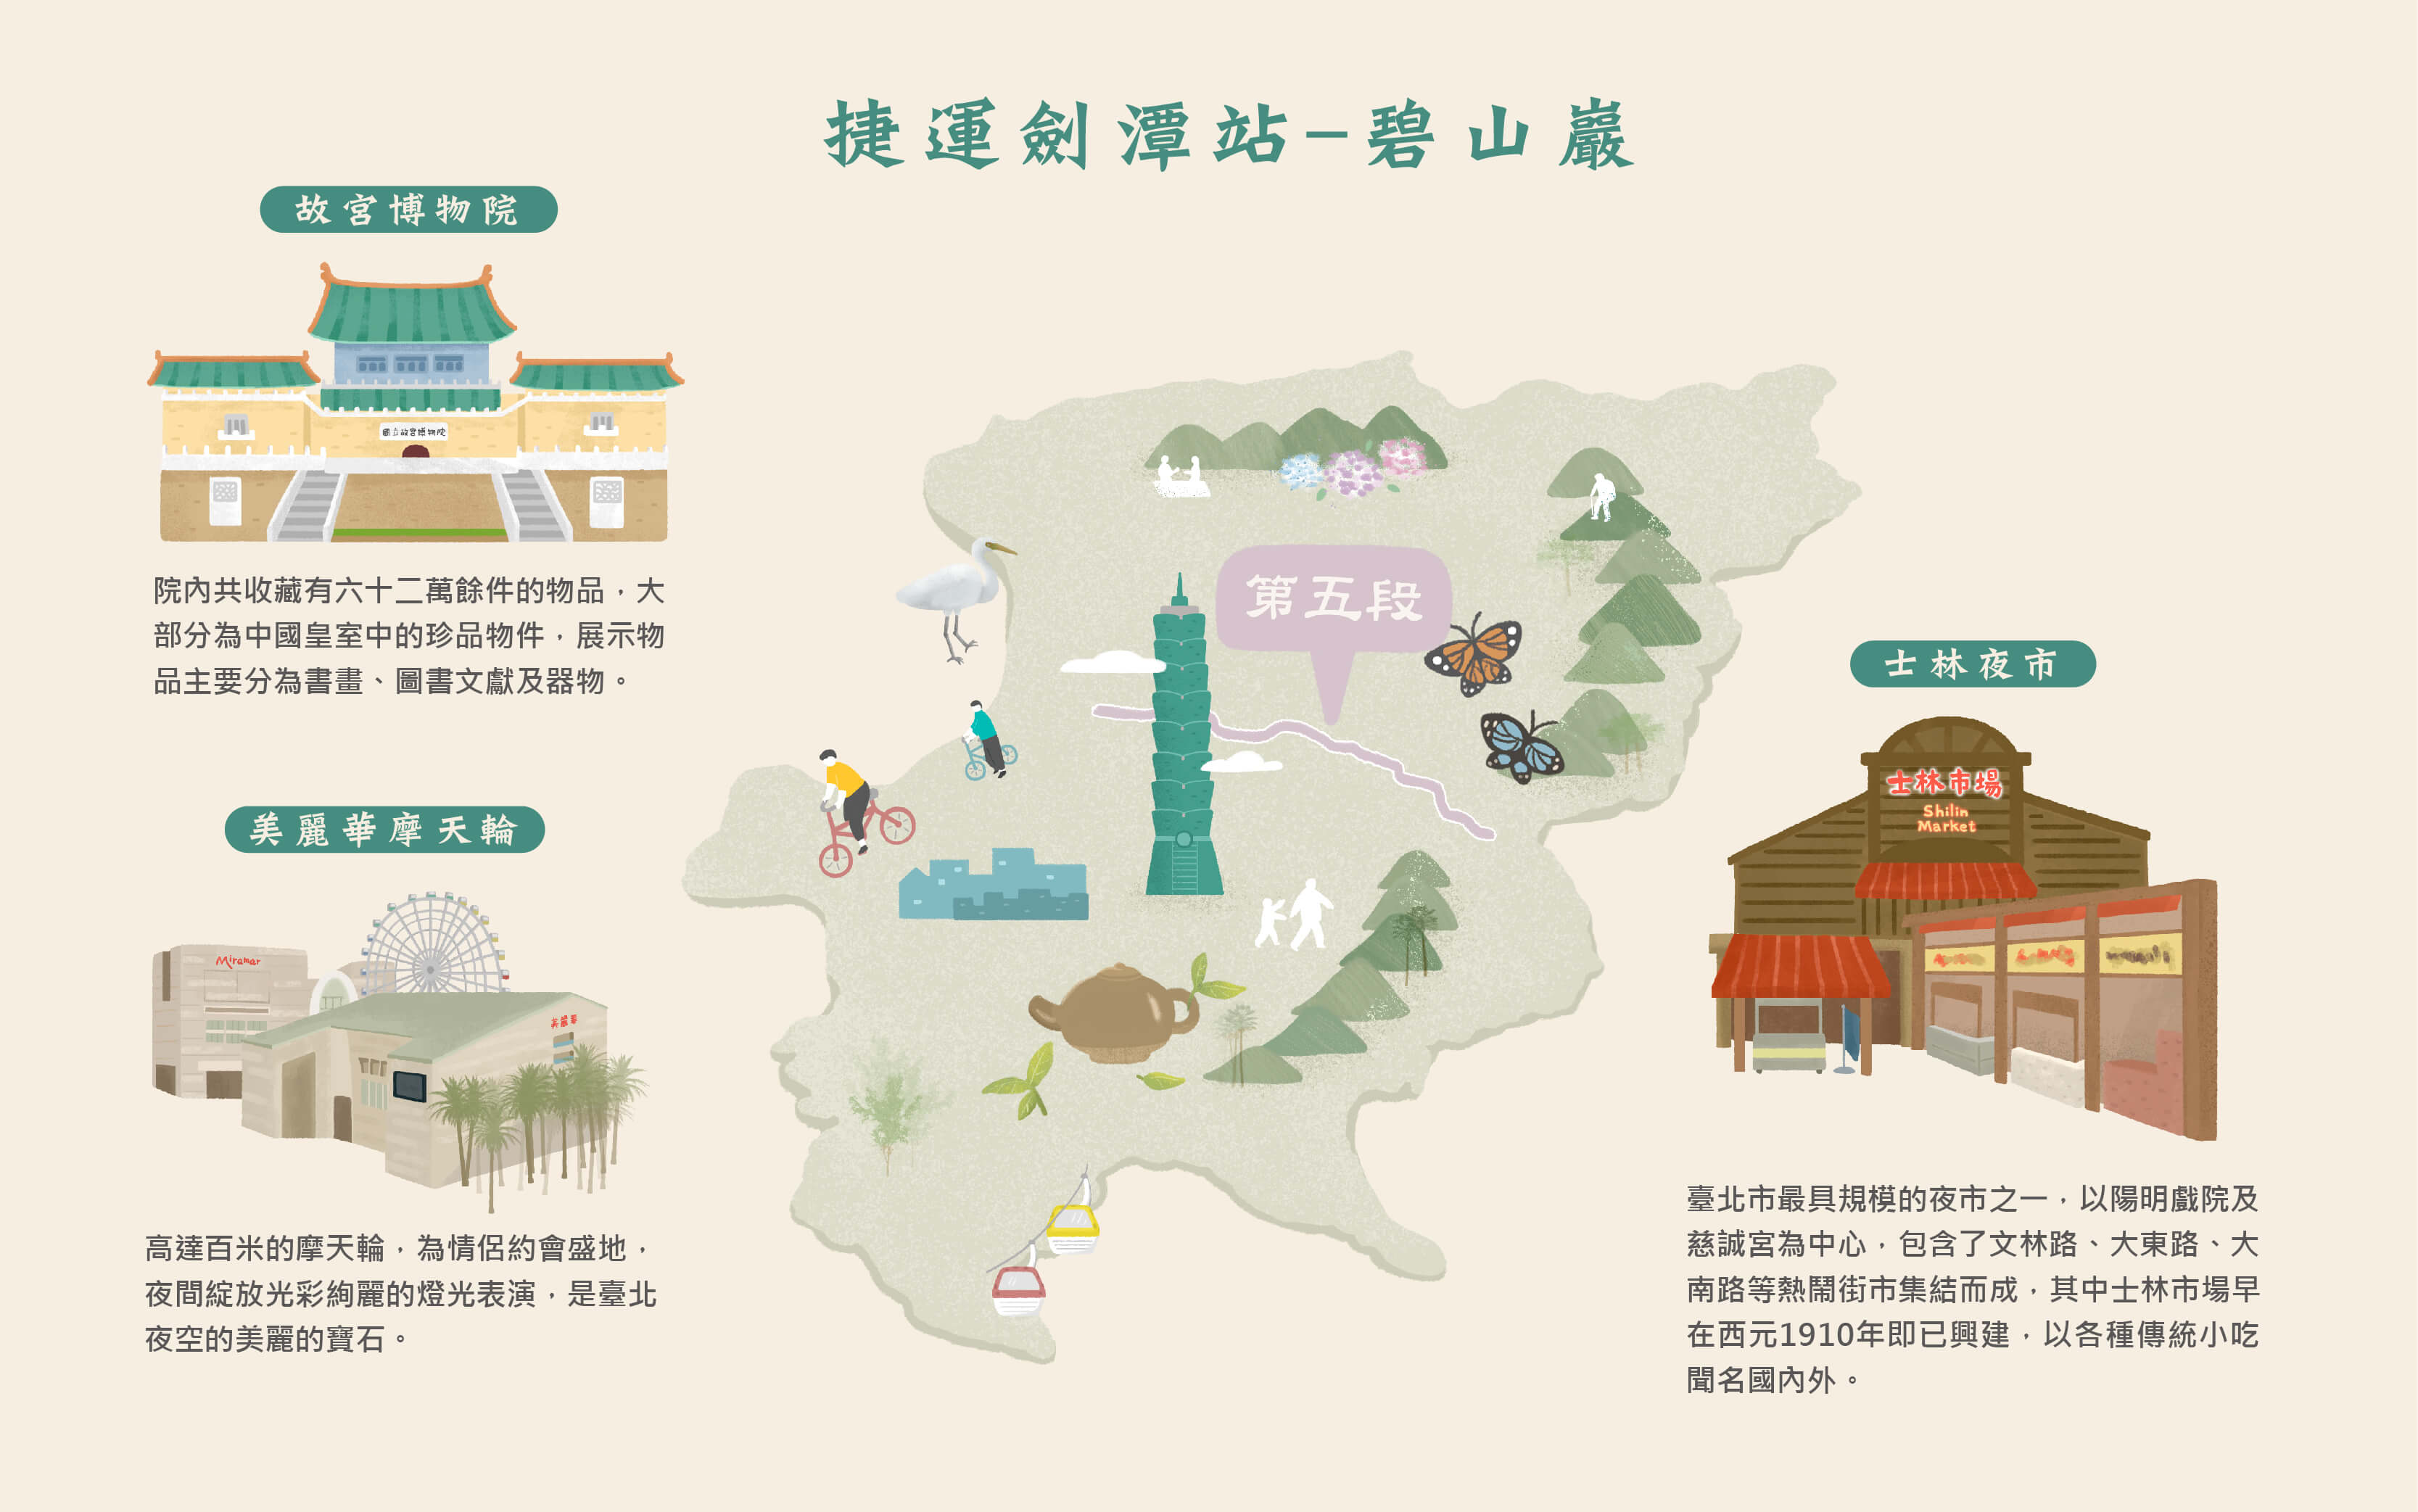 捷運劍潭站-碧山巖
故宮博物院
國立故宮博物院
院內共收藏有六十二萬餘件的物品，大
部分為中國皇室中的珍品物件，展示物
品主要分為書畫、圖書文獻及器物。
美麗華摩天輪
Miramar
美麗華
高達百米的摩天輪，為情侶約會盛地，
夜間綻放光彩絢麗的燈光表演，是臺北
夜空的美麗的寶石。
第五段
士林夜市
士林市場
Shilin
Market
臺北市最具規模的夜市之一，以陽明戲院及
慈諴宮為中心，包含了文林路、大東路、大
南路等熱鬧街市集結而成，其中士林市場早
在西元1910年即已興建，以各種傳統小吃
聞名國內外。